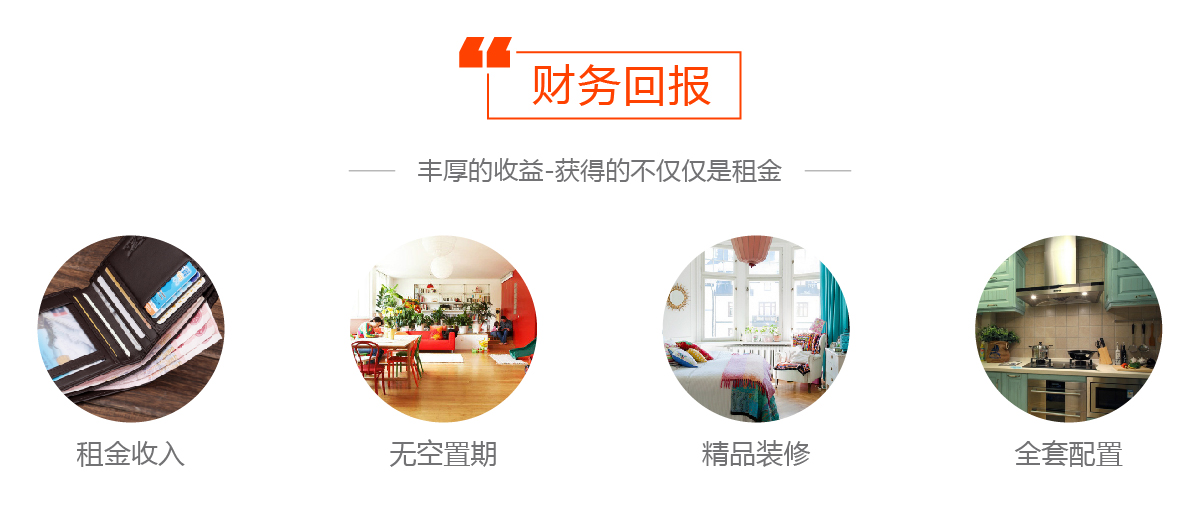 财务回报
丰厚的收益-获得的不仅仅是租金
租金收入
无空置期
精品装修
全套配置